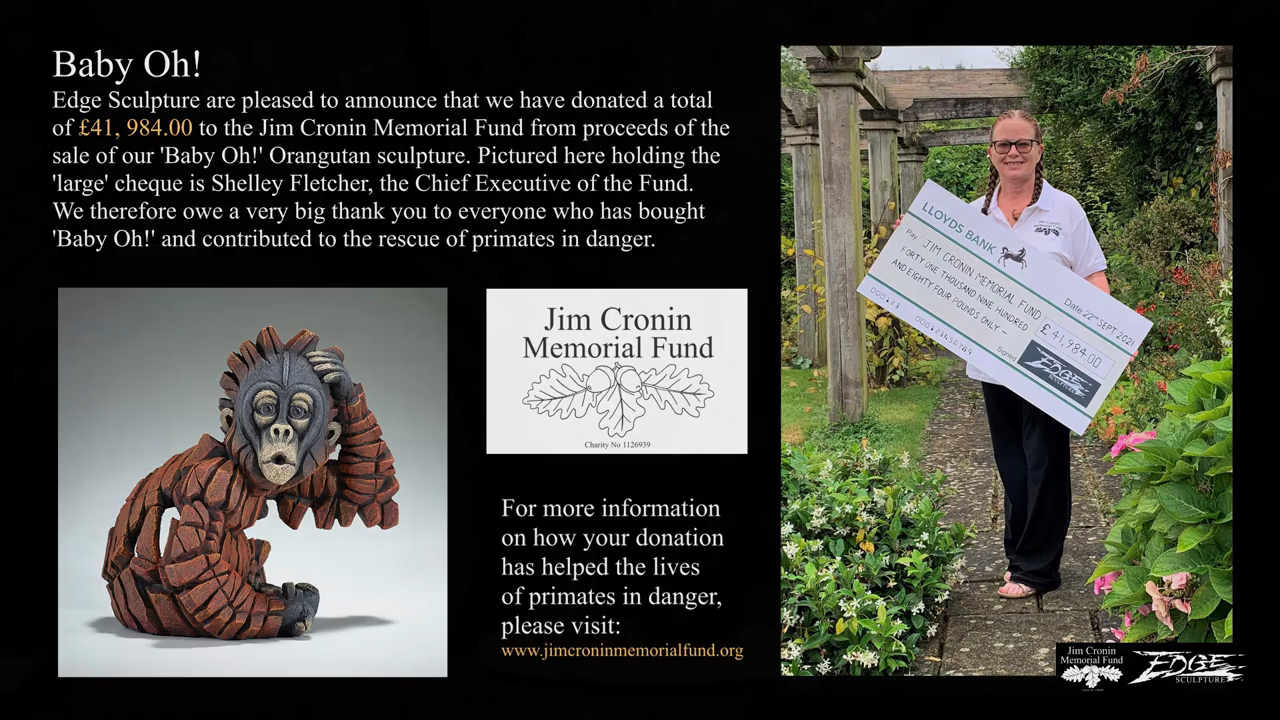 Baby Oh!
Edge Sculpture are pleased to announce that we have donated a total
of £41, 984.00 to the Jim Cronin Memorial Fund from proceeds of the
sale of our 'Baby Oh!' Orangutan sculpture. Pictured here holding the
'large' cheque is Shelley Fletcher, the Chief Executive of the Fund.
We therefore owe a very big thank you to everyone who has bought
'Baby Oh!' and contributed to the rescue of primates in danger.
Jim Cronin
Memorial Fund
Charity No 1126939
For more information
on how your donation
has helped the lives
of primates in danger,
please visit:
www.jimcroninmemorialfund.org
Jim Cronin
LLOYDS BANK
Pay JIM CRONIN MEMORIAL FUND
Date 22nd SEPT 2021
FORTY ONE THOUSAND NINE HUNDRED
AND EIGHTY FOUR POUNDS ONLY -
£ 41,984.00
Signed
EDGE
SCULPTURE
Jim Cronin
Memorial Fund
EDGE
SCULPTURE